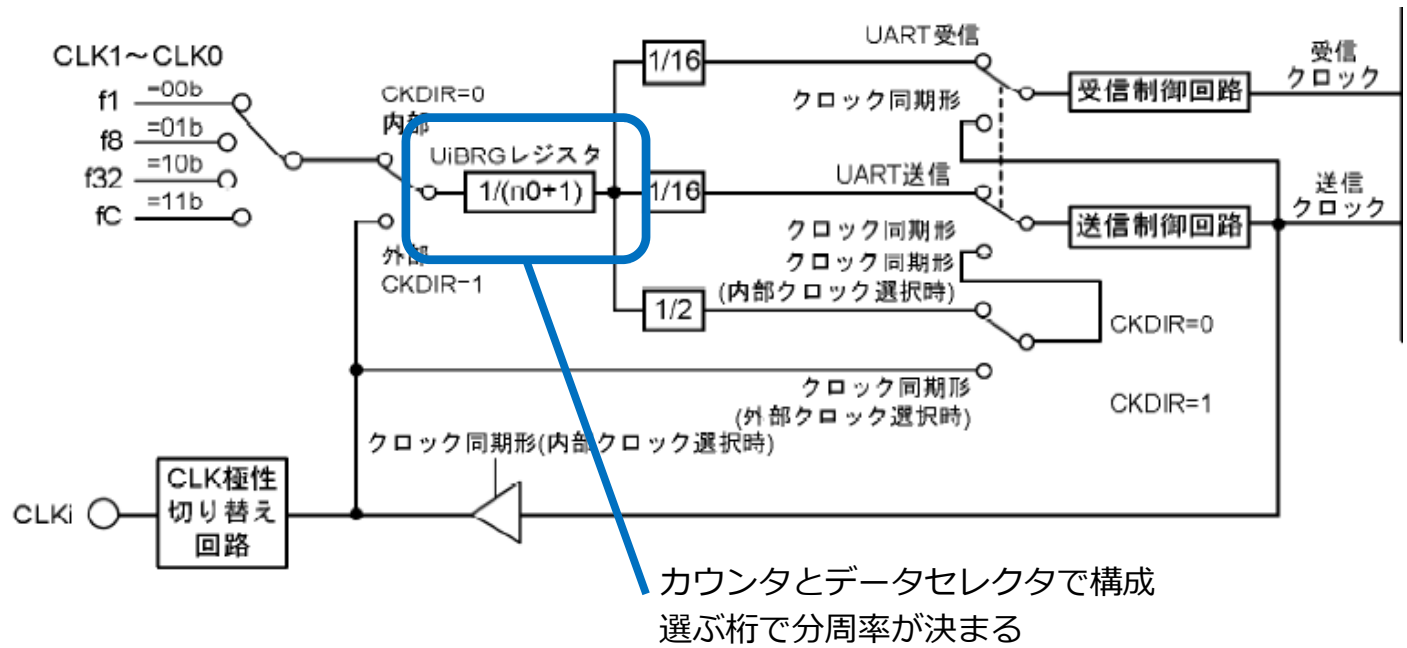 CLK1～CLK0
f1 =00b
f8 =01b
f32 =10b
fC =11b
CKDIR=0
内部
UiBRGレジスタ
1/(n0+1)
外部
CKDIR=1
1/16
UART受信
クロック同期形
受信制御回路
受信
クロック
1/16
UART送信
クロック同期形
送信制御回路
送信
クロック
クロック同期形
(内部クロック選択時)
1/2
CKDIR=0
クロック同期形
(外部クロック選択時)
CKDIR=1
クロック同期形(内部クロック選択時)
CLKi
CLK極性
切り替え
回路
カウンタとデータセレクタで構成
選ぶ桁で分周率が決まる